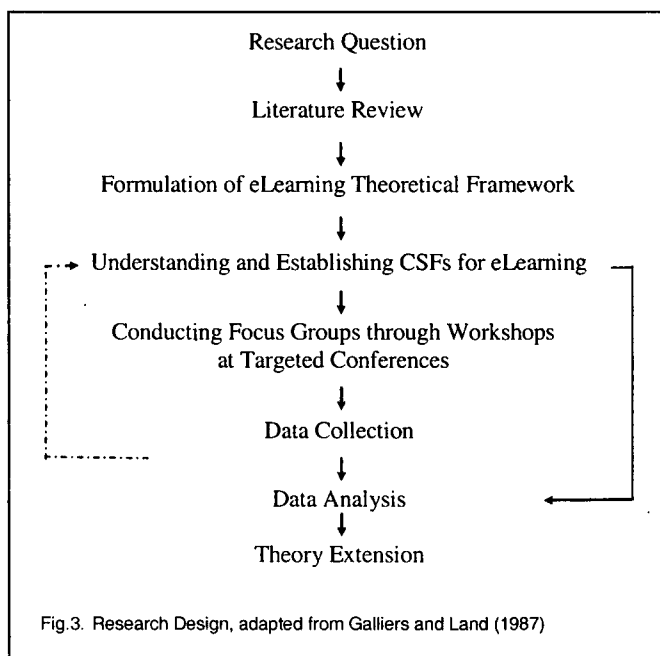 Research Question
Literature Review
Formulation of eLearning Theoretical Framework
Understanding and Establishing CSFs for eLearning
Conducting Focus Groups through Workshops
at Targeted Conferences
Data Collection
Data Analysis
Theory Extension
Fig.3. Research Design, adapted from Galliers and Land (1987)